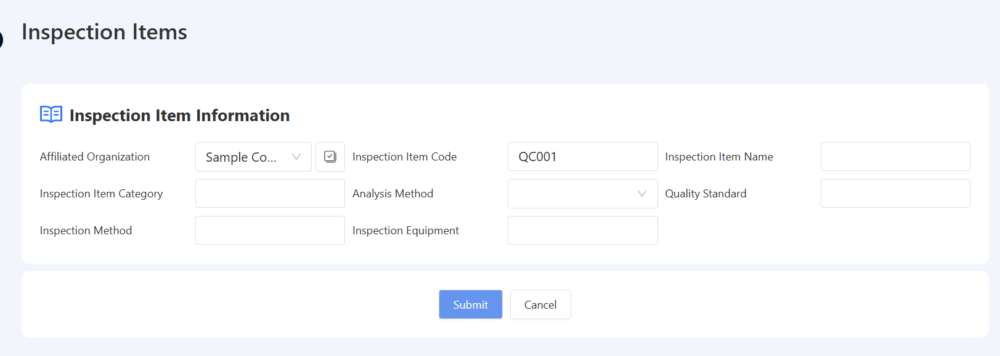 Inspection Items
Inspection Item Information
Affiliated Organization Sample Co... Inspection Item Code QC001 Inspection Item Name
Inspection Item Category Analysis Method Quality Standard
Inspection Method Inspection Equipment
Submit Cancel